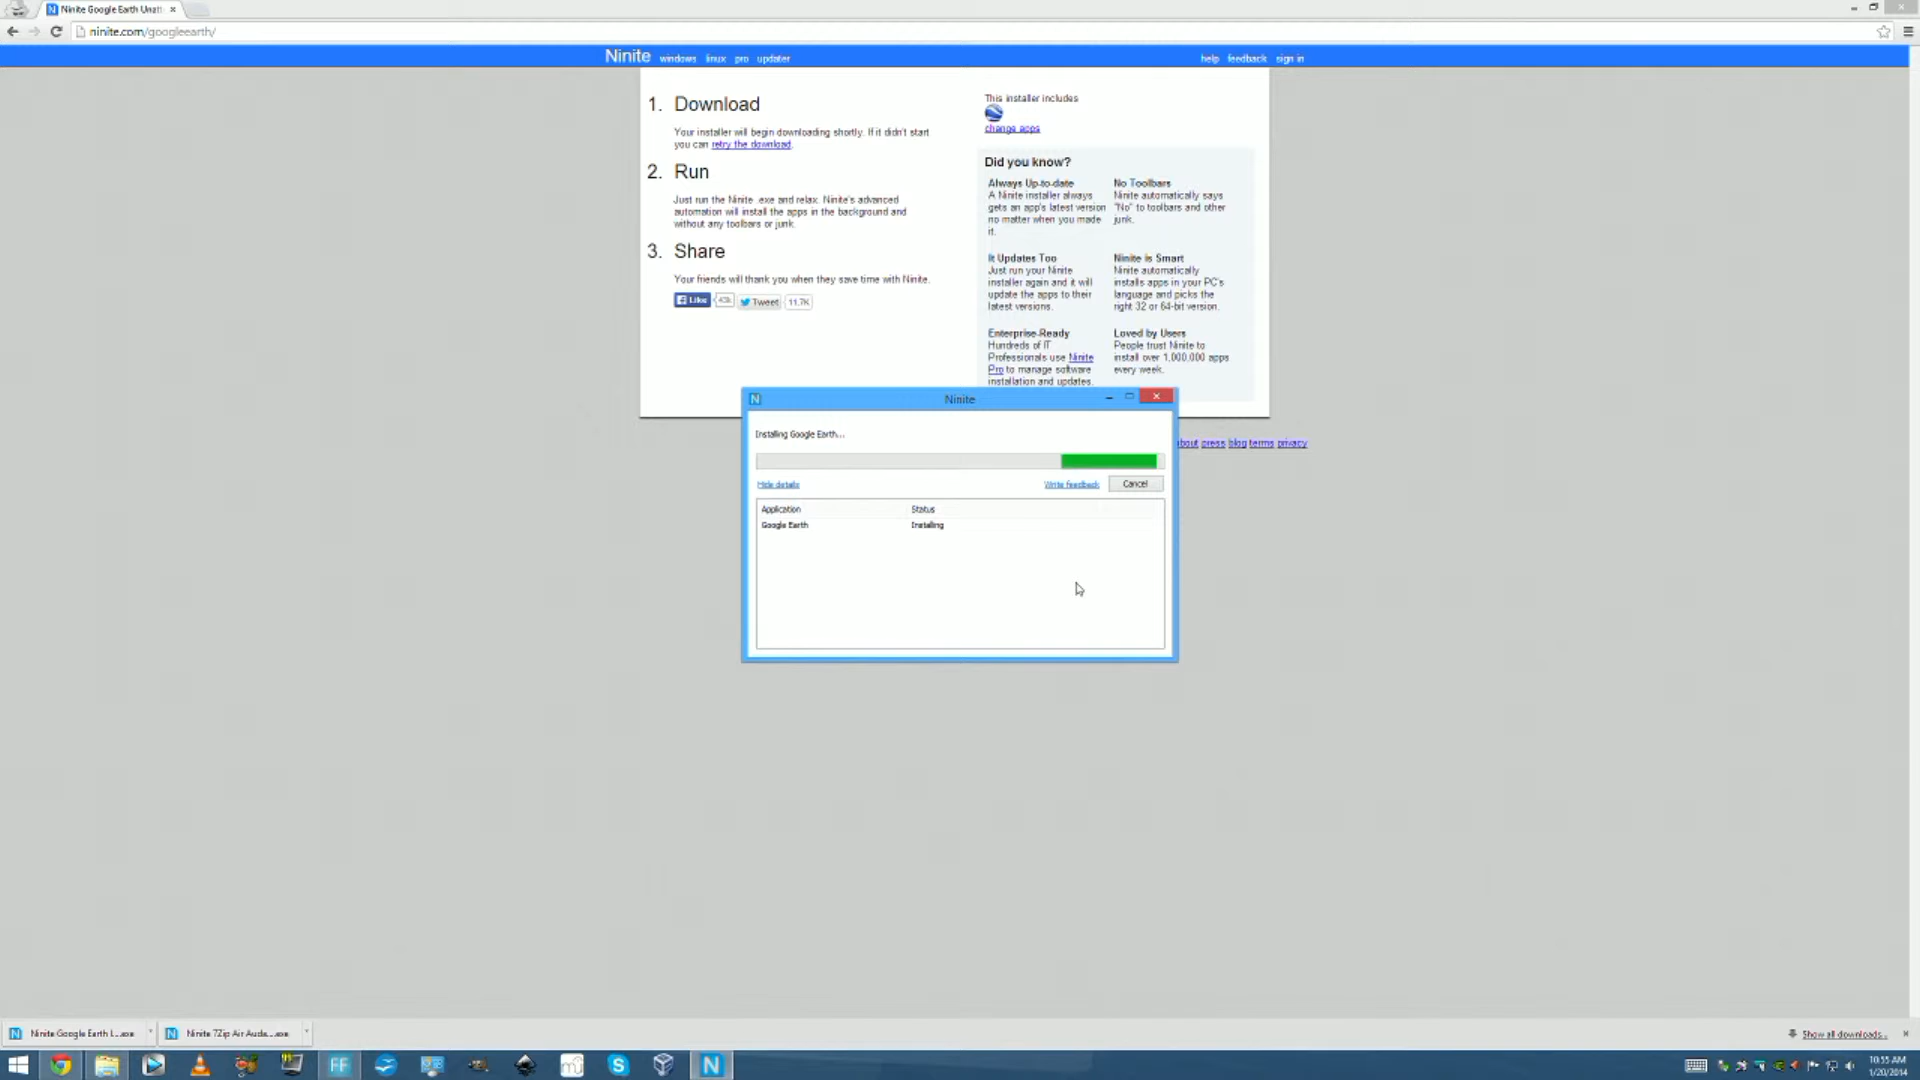 Ninite Google Earth Unatt
ninite.com/googleearth/
Ninite windows linux pro updater help feedback sign in
1. Download
Your installer will begin downloading shortly. If it didn't start
you can retry the download.
2. Run
Just run the Ninite .exe and relax. Ninite's advanced
automation will install the apps in the background and
without any toolbars or junk.
3. Share
Your friends will thank you when they save time with Ninite.
Like 43k Tweet 11.7K
This installer includes
change apps
Did you know?
Always Up-to-date
A Ninite installer always
gets an app's latest version
no matter when you made
it.
No Toolbars
Ninite automatically says
"No" to toolbars and other
junk.
It Updates Too
Just run your Ninite
installer again and it will
update the apps to their
latest versions.
Ninite is Smart
Ninite automatically
installs apps in your PC's
language and picks the
right 32 or 64-bit version.
Enterprise-Ready
Hundreds of IT
Professionals use Ninite
Pro to manage software
installation and updates.
Loved by Users
People trust Ninite to
install over 1,000,000 apps
every week.
about press blog terms privacy
N Ninite
Installing Google Earth...
Hide details Write feedback Cancel
Application Status
Google Earth Installing
Ninite Google Earth I....exe Ninite 7Zip Air Auda....exe Show all downloads...
FF
N
10:55 AM
1/20/2014